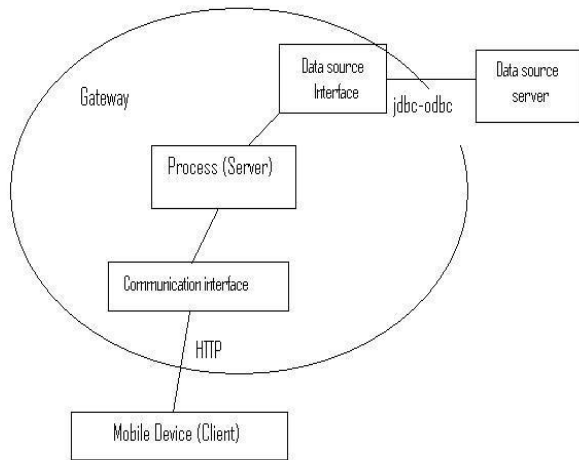 Data source
Interface
Data source
server
Gateway
jdbc-odbc
Process (Server)
Communication interface
HTTP
Mobile Device (Client)